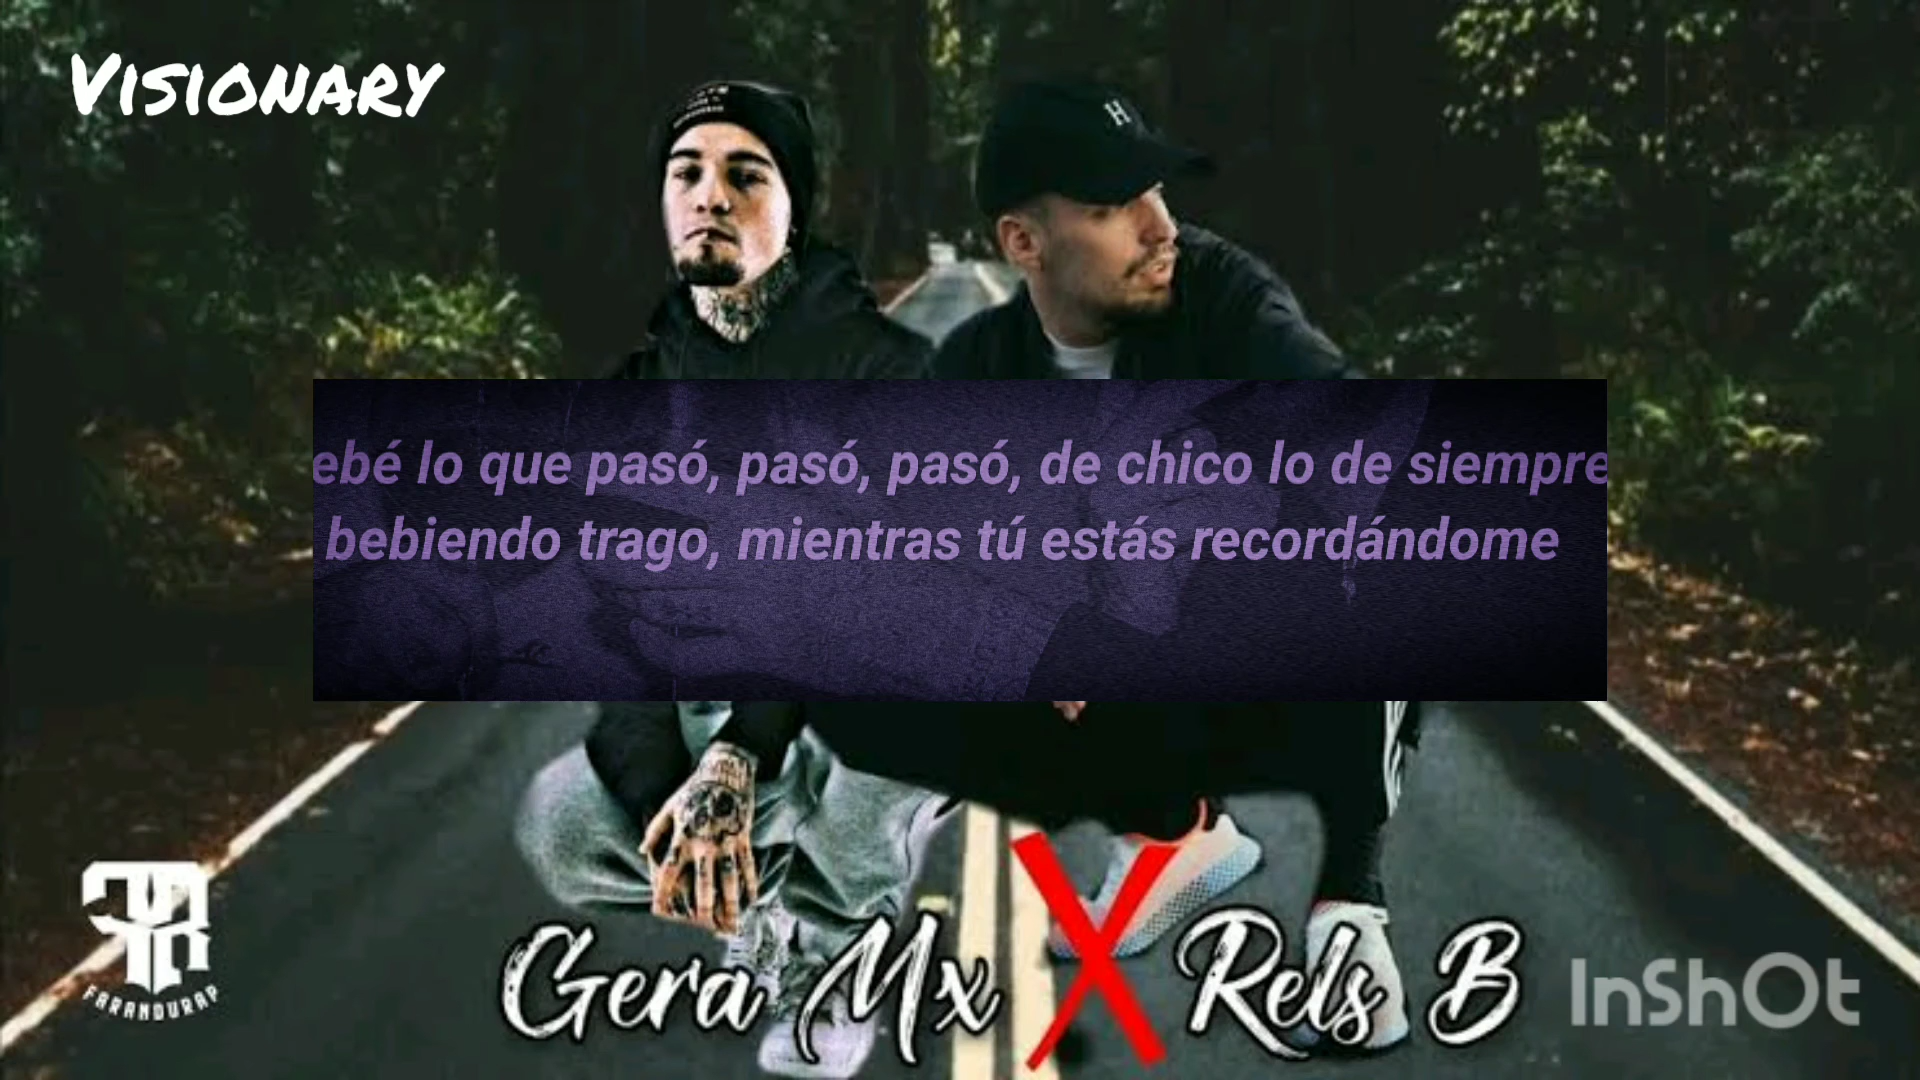 VISIONARY
H
ebé lo que pasó, pasó, pasó, de chico lo de siempre
bebiendo trago, mientras tú estás recordándome
FARANDURAP
Gera Mx X Rels B
InShOt